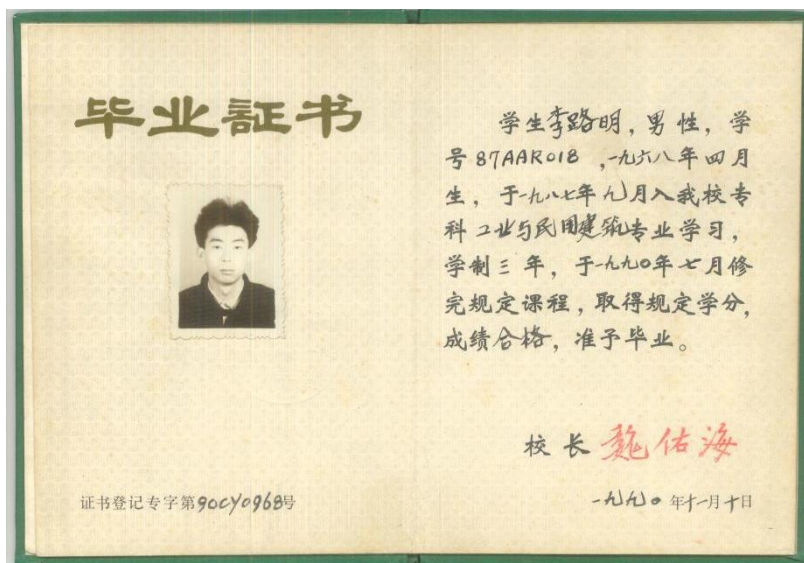 毕业証书
学生李路明，男性，学
号87AAR018，一九六八年四月
生，于一九八七年九月入我校专
科工业与民用建筑专业学习，
学制三年，于一九九〇年七月修
完规定课程，取得规定学分，
成绩合格，准予毕业。
校长 龚佑海
证书登记专字第90CY0968号
一九九〇年十一月十日